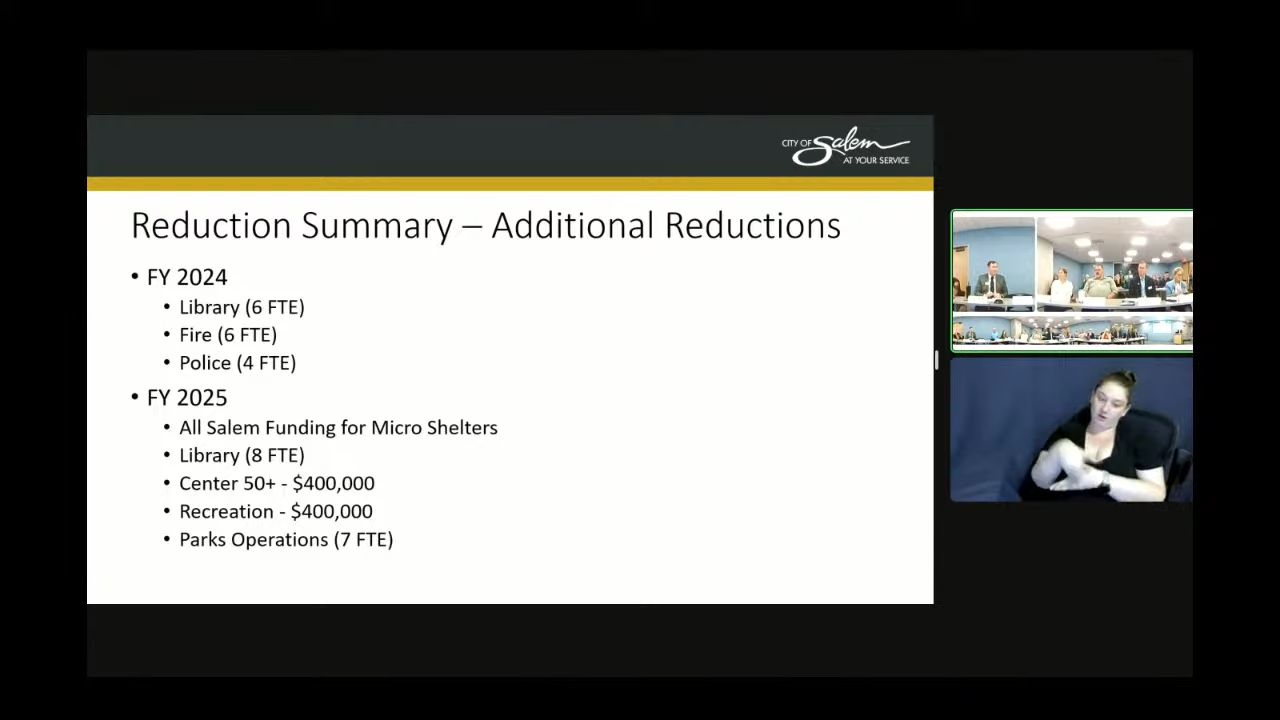 CITY OF Salem
AT YOUR SERVICE
Reduction Summary – Additional Reductions
• FY 2024
• Library (6 FTE)
• Fire (6 FTE)
• Police (4 FTE)
• FY 2025
• All Salem Funding for Micro Shelters
• Library (8 FTE)
• Center 50+ - $400,000
• Recreation - $400,000
• Parks Operations (7 FTE)